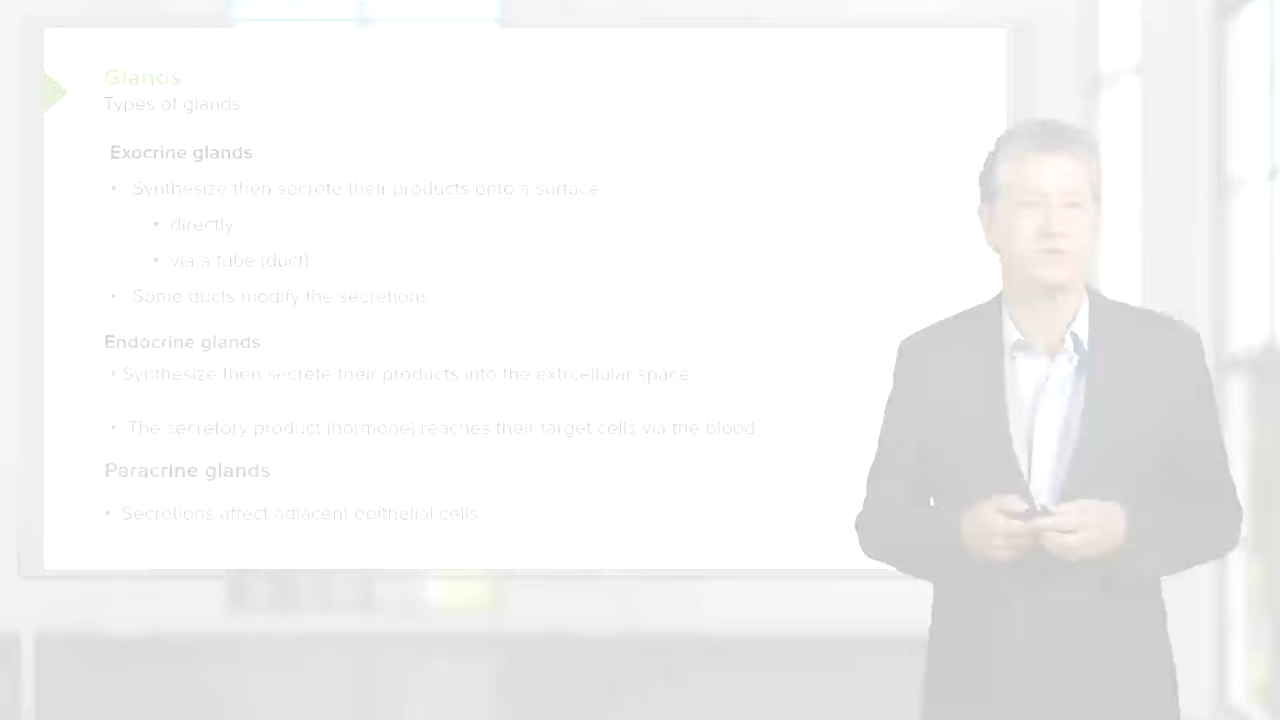 Glands
Types of glands
Exocrine glands
• Synthesize then secrete their products onto a surface
• directly
• via a tube (duct)
• Some ducts modify the secretions
Endocrine glands
• Synthesize then secrete their products into the extrcellular space
• The secretory product (hormone) reaches their target cells via the blood
Paracrine glands
• Secretions affect adjacent epithelial cells